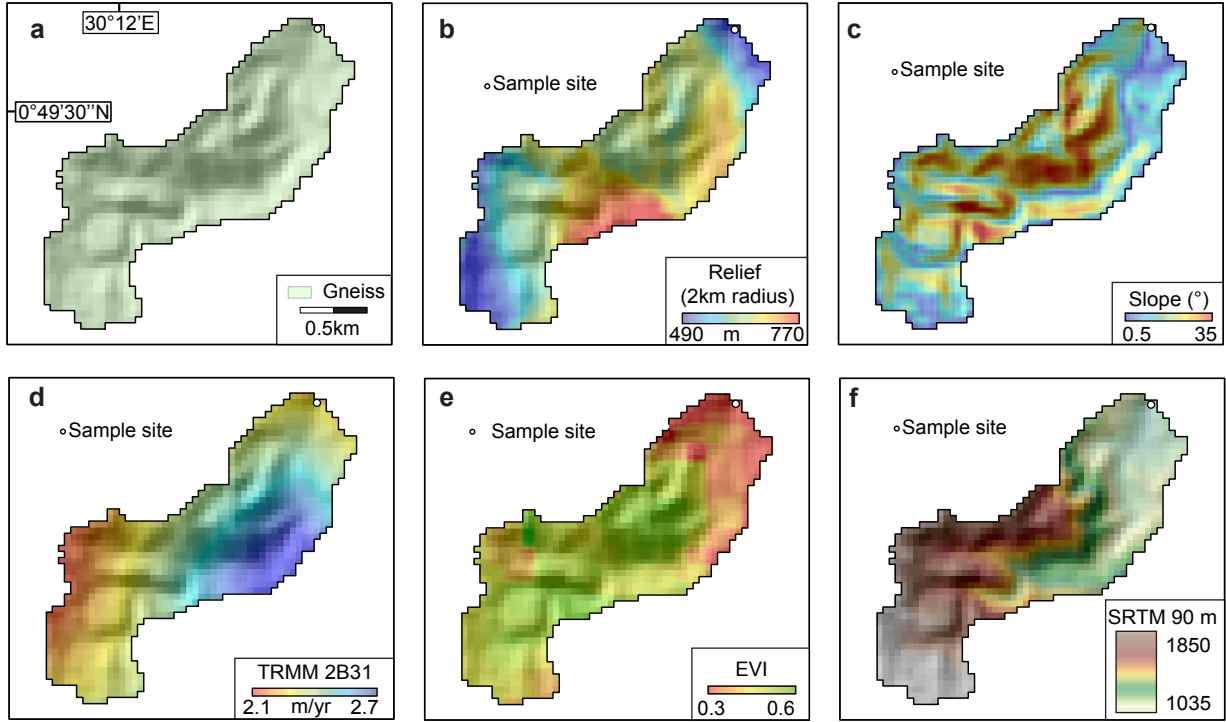 a
30°12'E
0°49'30''N
Gneiss
0.5km
b
Sample site
Relief
(2km radius)
490 m 770
c
Sample site
Slope (°)
0.5 35
d
Sample site
TRMM 2B31
2.1 m/yr 2.7
e
Sample site
EVI
0.3 0.6
f
Sample site
SRTM 90 m
1850
1035